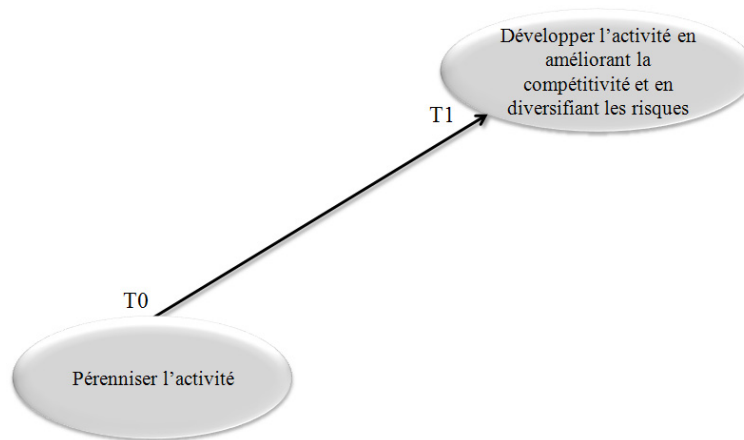 Développer l’activité en
améliorant la
compétitivité et en
diversifiant les risques
T1
T0
Pérenniser l’activité